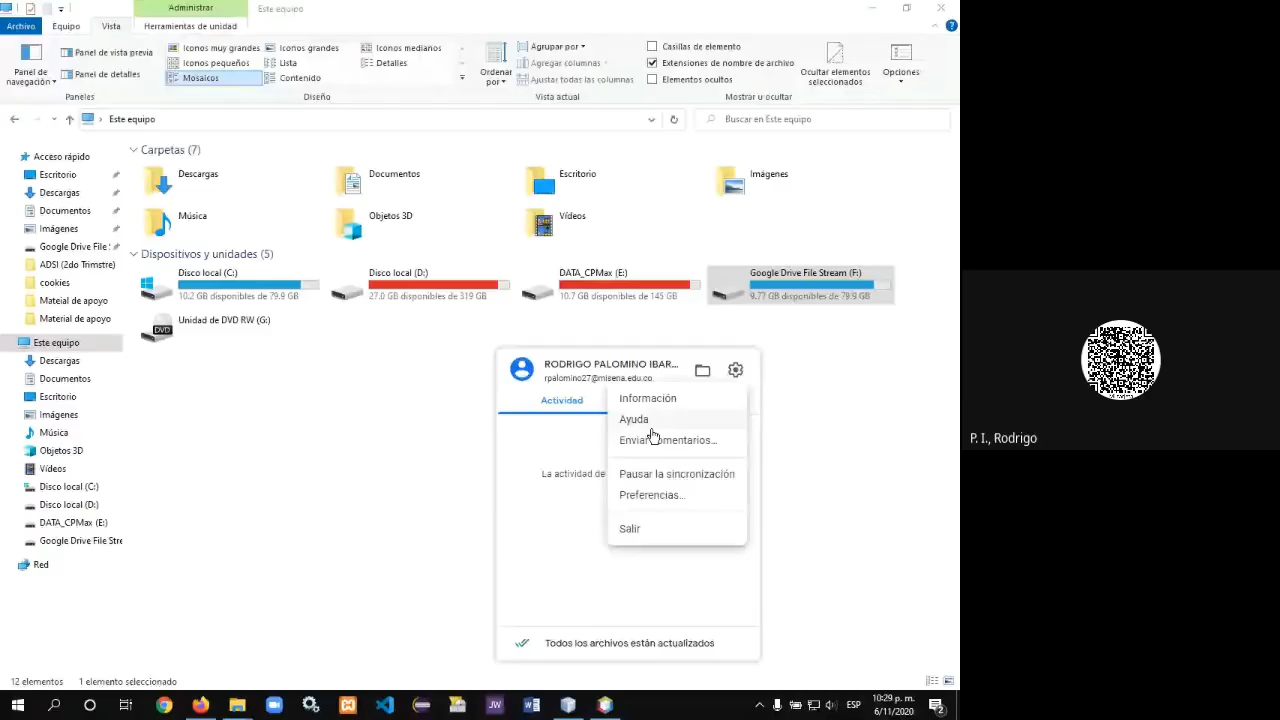 Administrar
Este equipo
Archivo
Equipo
Vista
Herramientas de unidad
Panel de navegación
Panel de vista previa
Panel de detalles
Paneles
Iconos muy grandes
Iconos grandes
Iconos medianos
Iconos pequeños
Lista
Detalles
Mosaicos
Contenido
Diseño
Ordenar por
Agrupar por
Agregar columnas
Ajustar todas las columnas
Vista actual
Casillas de elemento
Extensiones de nombre de archivo
Elementos ocultos
Ocultar elementos seleccionados
Opciones
Mostrar u ocultar
Este equipo
Buscar en Este equipo
Acceso rápido
Escritorio
Descargas
Documentos
Imágenes
Google Drive File
ADSI (2do Trimstre)
cookies
Mateial de apoyo
Material de apoyo
Este equipo
Descargas
Documentos
Escritorio
Imágenes
Música
Objetos 3D
Vídeos
Disco local (C:)
Disco local (D:)
DATA_CPMax (E:)
Google Drive File Stre
Red
Carpetas (7)
Descargas
Documentos
Escritorio
Imágenes
Música
Objetos 3D
Vídeos
Dispositivos y unidades (5)
Disco local (C:)
10.2 GB disponibles de 79.9 GB
Disco local (D:)
27.0 GB disponibles de 319 GB
DATA_CPMax (E:)
10.7 GB disponibles de 145 GB
Google Drive File Stream (F:)
9.77 GB disponibles de 79.9 GB
DVD
Unidad de DVD RW (G:)
RODRIGO PALOMINO IBAR...
rpalomino27@misena.edu.co
Actividad
La actividad de
Información
Ayuda
Enviar comentarios...
Pausar la sincronización
Preferencias...
Salir
Todos los archivos están actualizados
12 elementos
1 elemento seleccionado
JW
ESP
10:29 p. m.
6/11/2020
2
P. I., Rodrigo